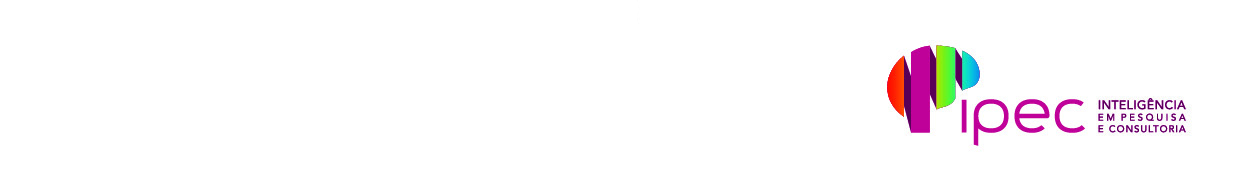 ipec
INTELIGÊNCIA
EM PESQUISA
E CONSULTORIA